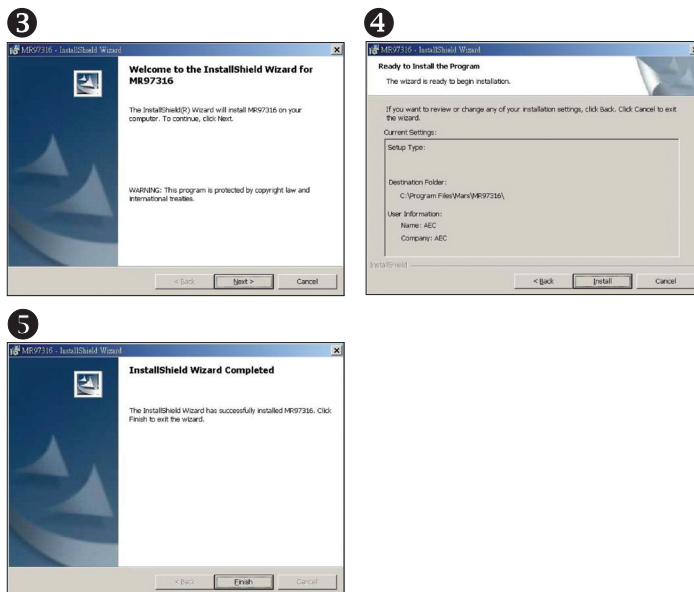 3
MR97316 - InstallShield Wizard
Welcome to the InstallShield Wizard for
MR97316
The InstallShield(R) Wizard will install MR97316 on your
computer. To continue, click Next.
WARNING: This program is protected by copyright law and
international treaties.
< Back
Next >
Cancel
4
MR97316 - InstallShield Wizard
Ready to Install the Program
The wizard is ready to begin installation.
If you want to review or change any of your installation settings, click Back. Click Cancel to exit
the wizard.
Current Settings:
Setup Type:
Destination Folder:
C:\Program Files\Mars\MR97316\
User Information:
Name: AEC
Company: AEC
InstallShield
< Back
Install
Cancel
5
MR97316 - InstallShield Wizard
InstallShield Wizard Completed
The InstallShield Wizard has successfully installed MR97316. Click
Finish to exit the wizard.
< Back
Finish
Cancel